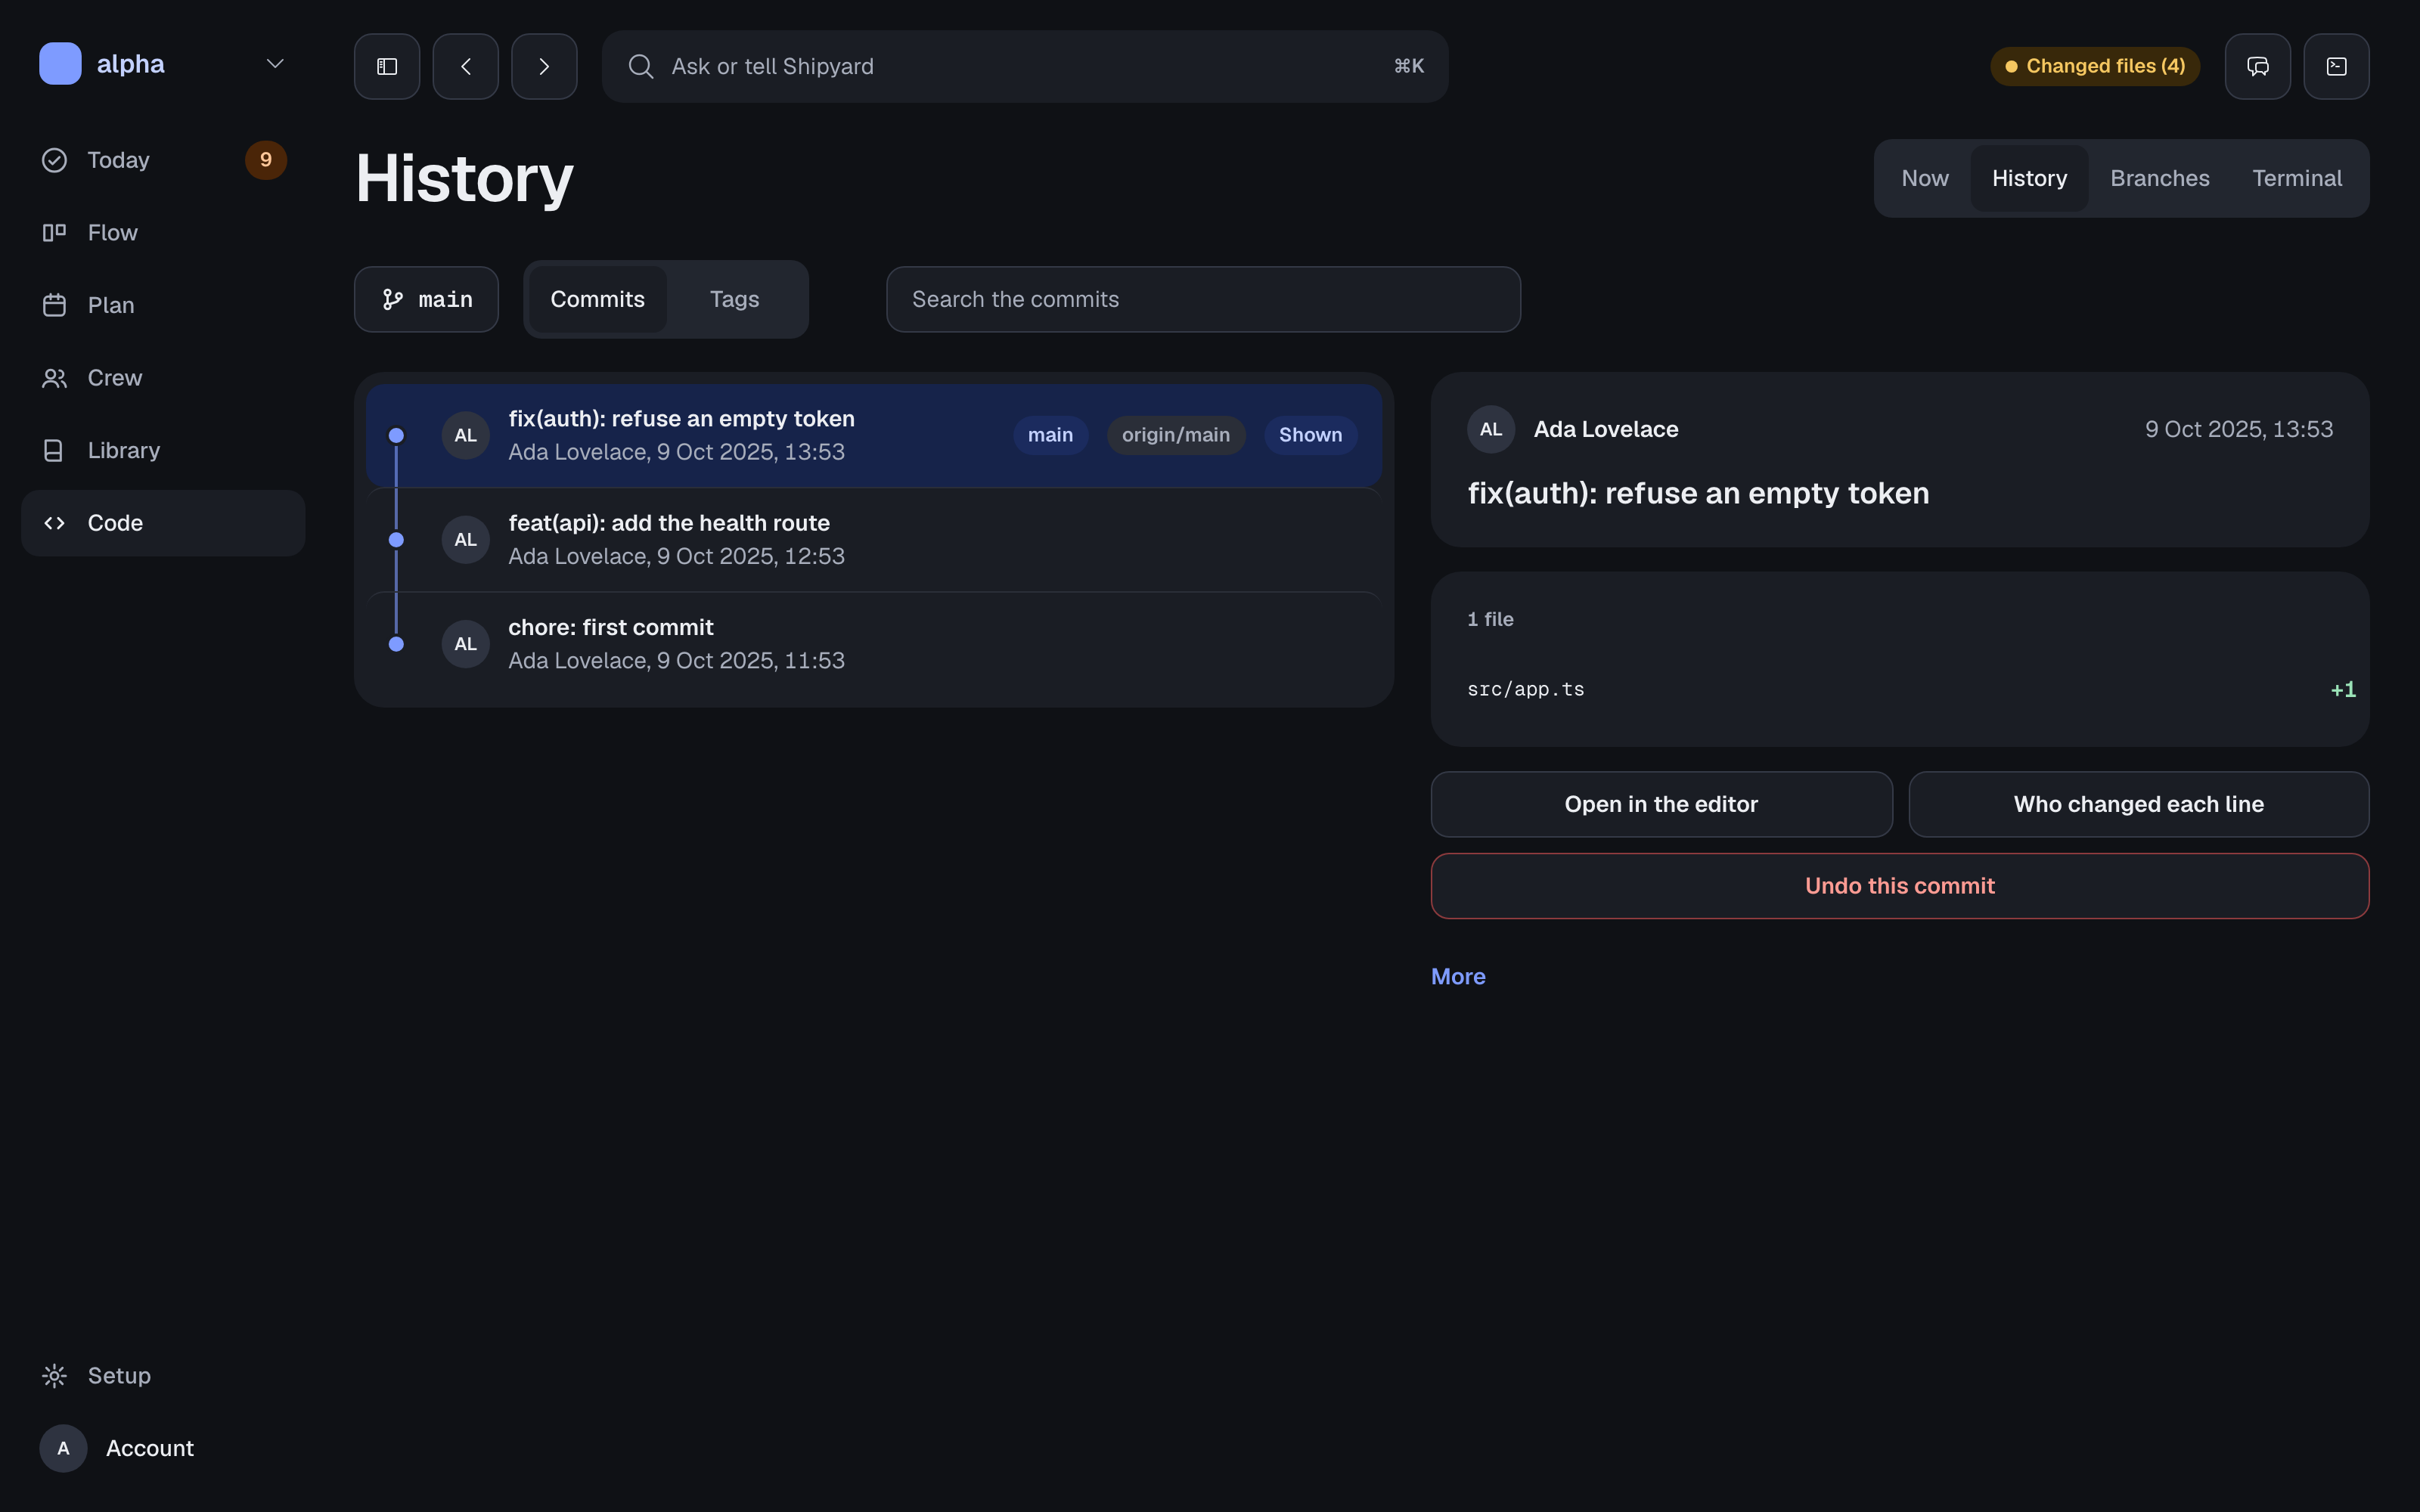 alpha
Ask or tell Shipyard
⌘K
Changed files (4)
Today
9
Flow
Plan
Crew
Library
Code
Setup
A
Account
History
Now
History
Branches
Terminal
main
Commits
Tags
Search the commits
AL
fix(auth): refuse an empty token
Ada Lovelace, 9 Oct 2025, 13:53
main
origin/main
Shown
AL
feat(api): add the health route
Ada Lovelace, 9 Oct 2025, 12:53
AL
chore: first commit
Ada Lovelace, 9 Oct 2025, 11:53
AL
Ada Lovelace
9 Oct 2025, 13:53
fix(auth): refuse an empty token
1 file
src/app.ts
+1
Open in the editor
Who changed each line
Undo this commit
More